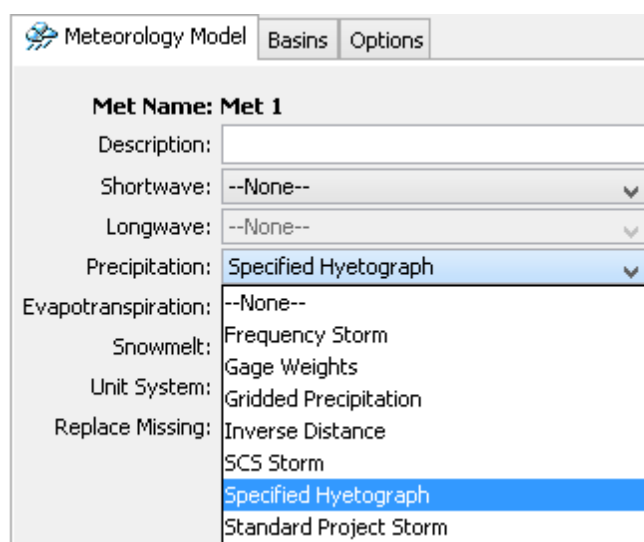 Meteorology Model Basins Options
Met Name: Met 1
Description:
Shortwave: --None--
Longwave: --None--
Precipitation: Specified Hyetograph
Evapotranspiration: --None--
Snowmelt: Frequency Storm
Gage Weights
Unit System: Gridded Precipitation
Replace Missing: Inverse Distance
SCS Storm
Specified Hyetograph
Standard Project Storm